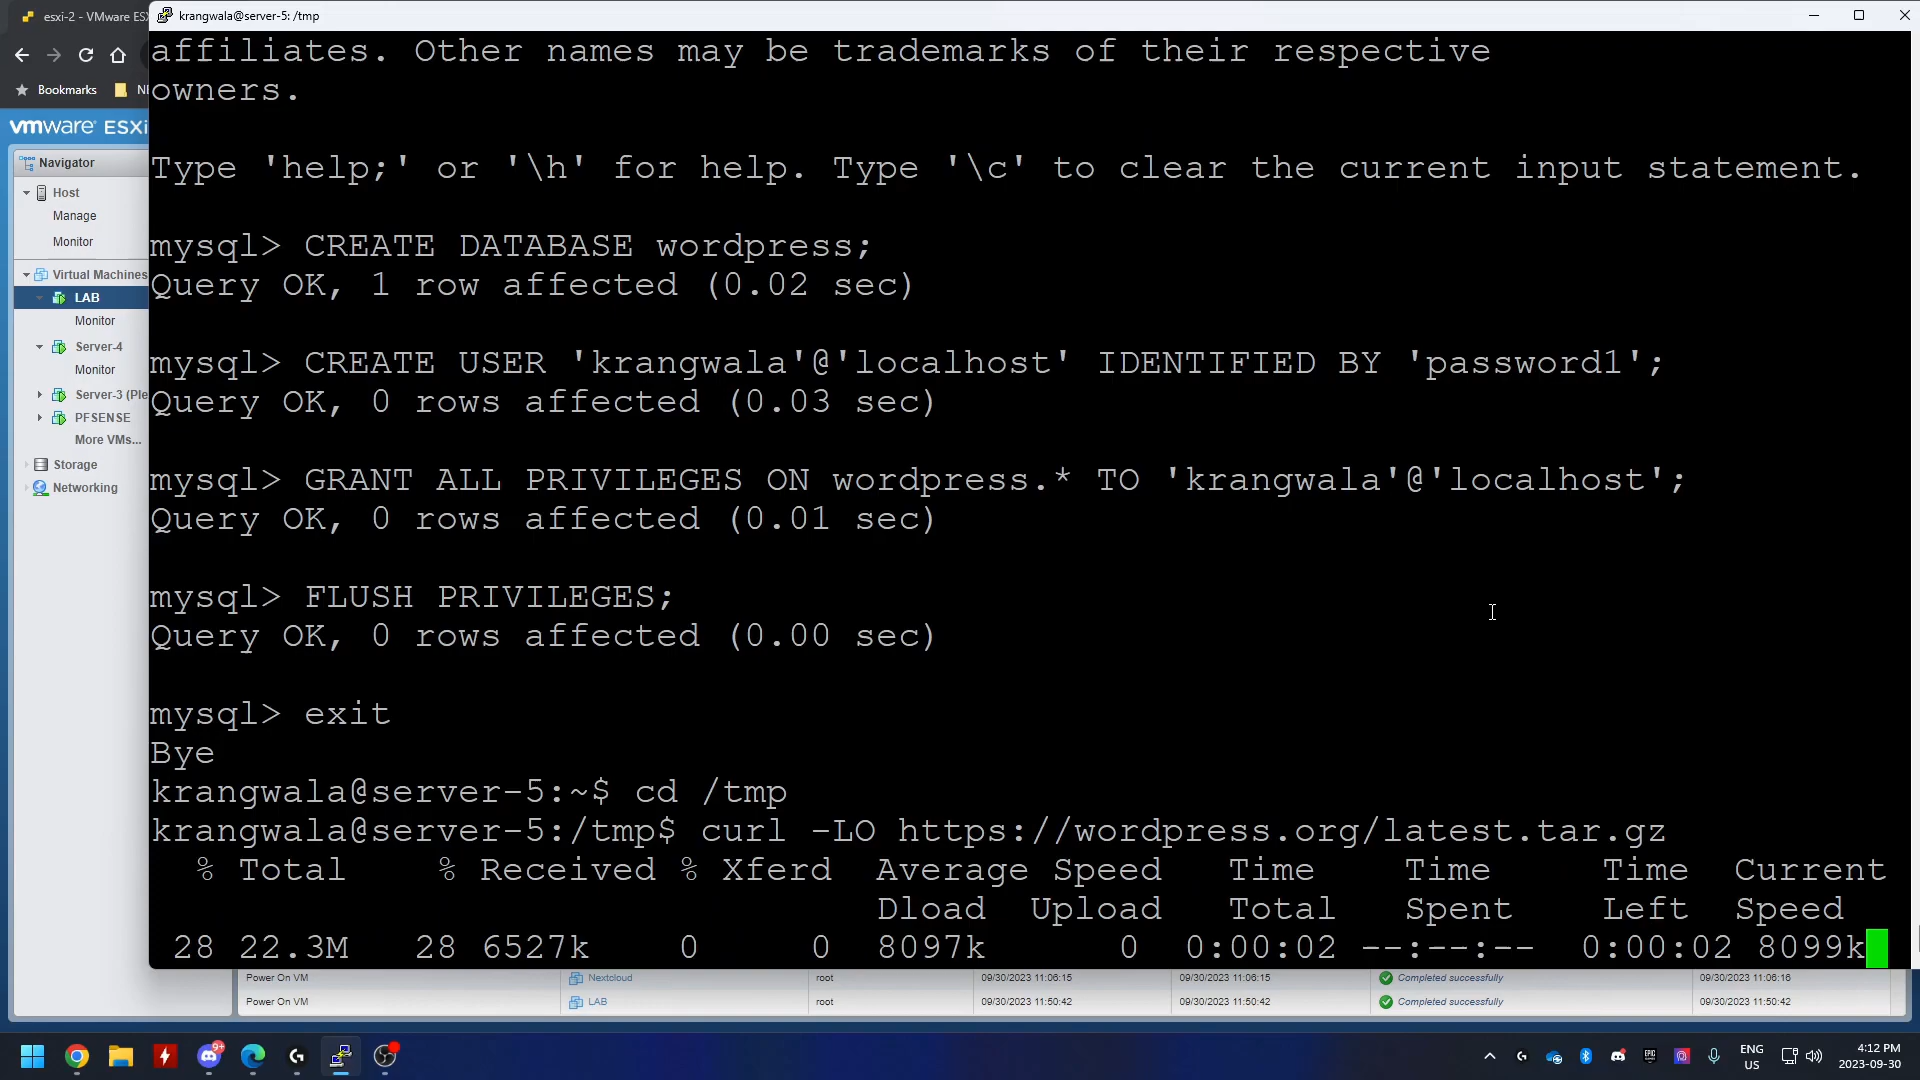 esxi-2 - VMware ESX
krangwala@server-5: /tmp
Bookmarks
vmware ESXi
Navigator
Host
Manage
Monitor
Virtual Machines
LAB
Monitor
Server-4
Monitor
Server-3 (Ple
PFSENSE
More VMs...
Storage
Networking
affiliates. Other names may be trademarks of their respective
owners.
Type 'help;' or '\h' for help. Type '\c' to clear the current input statement.
mysql> CREATE DATABASE wordpress;
Query OK, 1 row affected (0.02 sec)
mysql> CREATE USER 'krangwala'@'localhost' IDENTIFIED BY 'password1';
Query OK, 0 rows affected (0.03 sec)
mysql> GRANT ALL PRIVILEGES ON wordpress.* TO 'krangwala'@'localhost';
Query OK, 0 rows affected (0.01 sec)
mysql> FLUSH PRIVILEGES;
Query OK, 0 rows affected (0.00 sec)
mysql> exit
Bye
krangwala@server-5:~$ cd /tmp
krangwala@server-5:/tmp$ curl -LO https://wordpress.org/latest.tar.gz
% Total % Received % Xferd Average Speed Time Time Time Current
Dload Upload Total Spent Left Speed
28 22.3M 28 6527k 0 0 8097k 0 0:00:02 --:--:-- 0:00:02 8099k
Power On VM Nextcloud root 09/30/2023 11:06:15 09/30/2023 11:06:15 Completed successfully 09/30/2023 11:06:16
Power On VM LAB root 09/30/2023 11:50:42 09/30/2023 11:50:42 Completed successfully 09/30/2023 11:50:42
9+
EPIC
ENG
US
4:12 PM
2023-09-30